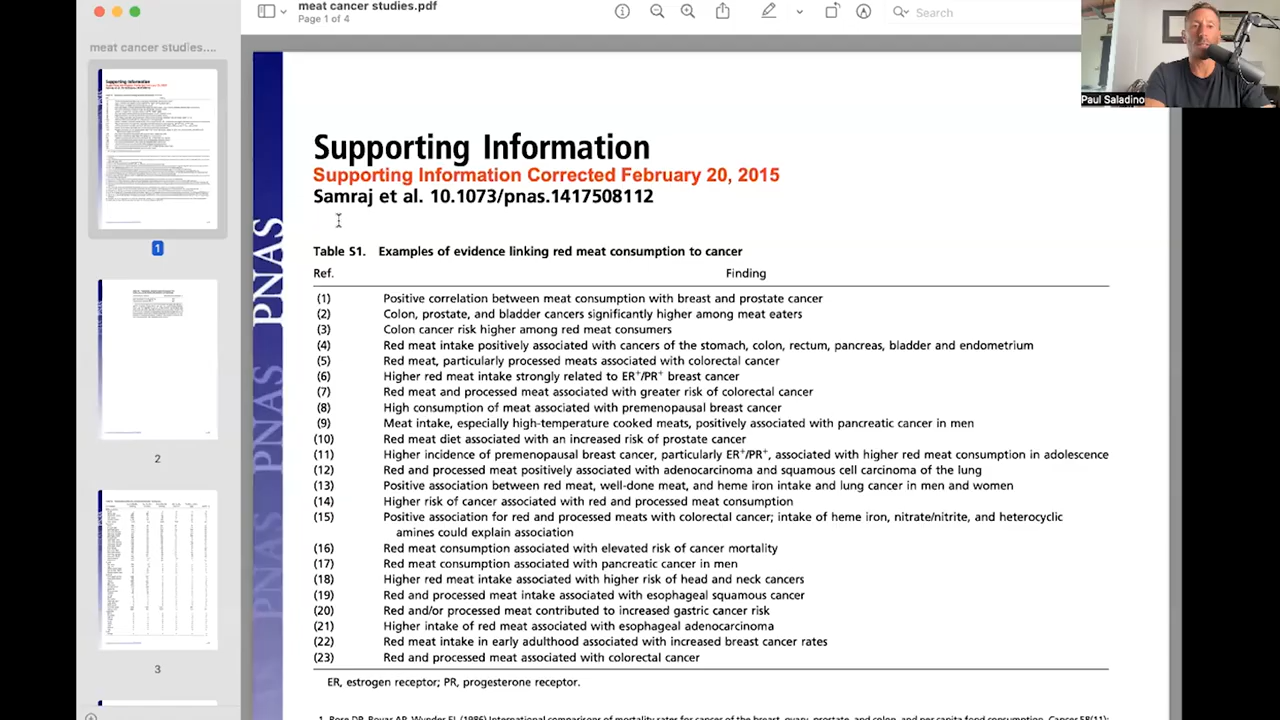 meat cancer studies.pdf
Page 1 of 4
Search
meat cancer studies....
Paul Saladino
PNAS
Supporting Information
Supporting Information Corrected February 20, 2015
Samraj et al. 10.1073/pnas.1417508112
Table S1. Examples of evidence linking red meat consumption to cancer
Ref. Finding
(1) Positive correlation between meat consumption with breast and prostate cancer
(2) Colon, prostate, and bladder cancers significantly higher among meat eaters
(3) Colon cancer risk higher among red meat consumers
(4) Red meat intake positively associated with cancers of the stomach, colon, rectum, pancreas, bladder and endometrium
(5) Red meat, particularly processed meats associated with colorectal cancer
(6) Higher red meat intake strongly related to ER+/PR+ breast cancer
(7) Red meat and processed meat associated with greater risk of colorectal cancer
(8) High consumption of meat associated with premenopausal breast cancer
(9) Meat intake, especially high-temperature cooked meats, positively associated with pancreatic cancer in men
(10) Red meat diet associated with an increased risk of prostate cancer
(11) Higher incidence of premenopausal breast cancer, particularly ER+/PR+, associated with higher red meat consumption in adolescence
(12) Red and processed meat positively associated with adenocarcinoma and squamous cell carcinoma of the lung
(13) Positive association between red meat, well-done meat, and heme iron intake and lung cancer in men and women
(14) Higher risk of cancer associated with red and processed meat consumption
(15) Positive association for red and processed meats with colorectal cancer; intake of heme iron, nitrate/nitrite, and heterocyclic
amines could explain association
(16) Red meat consumption associated with elevated risk of cancer mortality
(17) Red meat consumption associated with pancreatic cancer in men
(18) Higher red meat intake associated with higher risk of head and neck cancers
(19) Red and processed meat intake associated with esophageal squamous cancer
(20) Red and/or processed meat contributed to increased gastric cancer risk
(21) Higher intake of red meat associated with esophageal adenocarcinoma
(22) Red meat intake in early adulthood associated with increased breast cancer rates
(23) Red and processed meat associated with colorectal cancer
ER, estrogen receptor; PR, progesterone receptor.
1
2
3